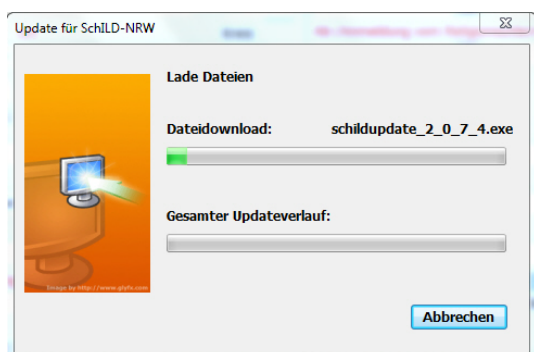 Update für SchILD-NRW
Lade Dateien
Dateidownload: schildupdate_2_0_7_4.exe
Gesamter Updateverlauf:
Image by http://www.glyfx.com
Abbrechen